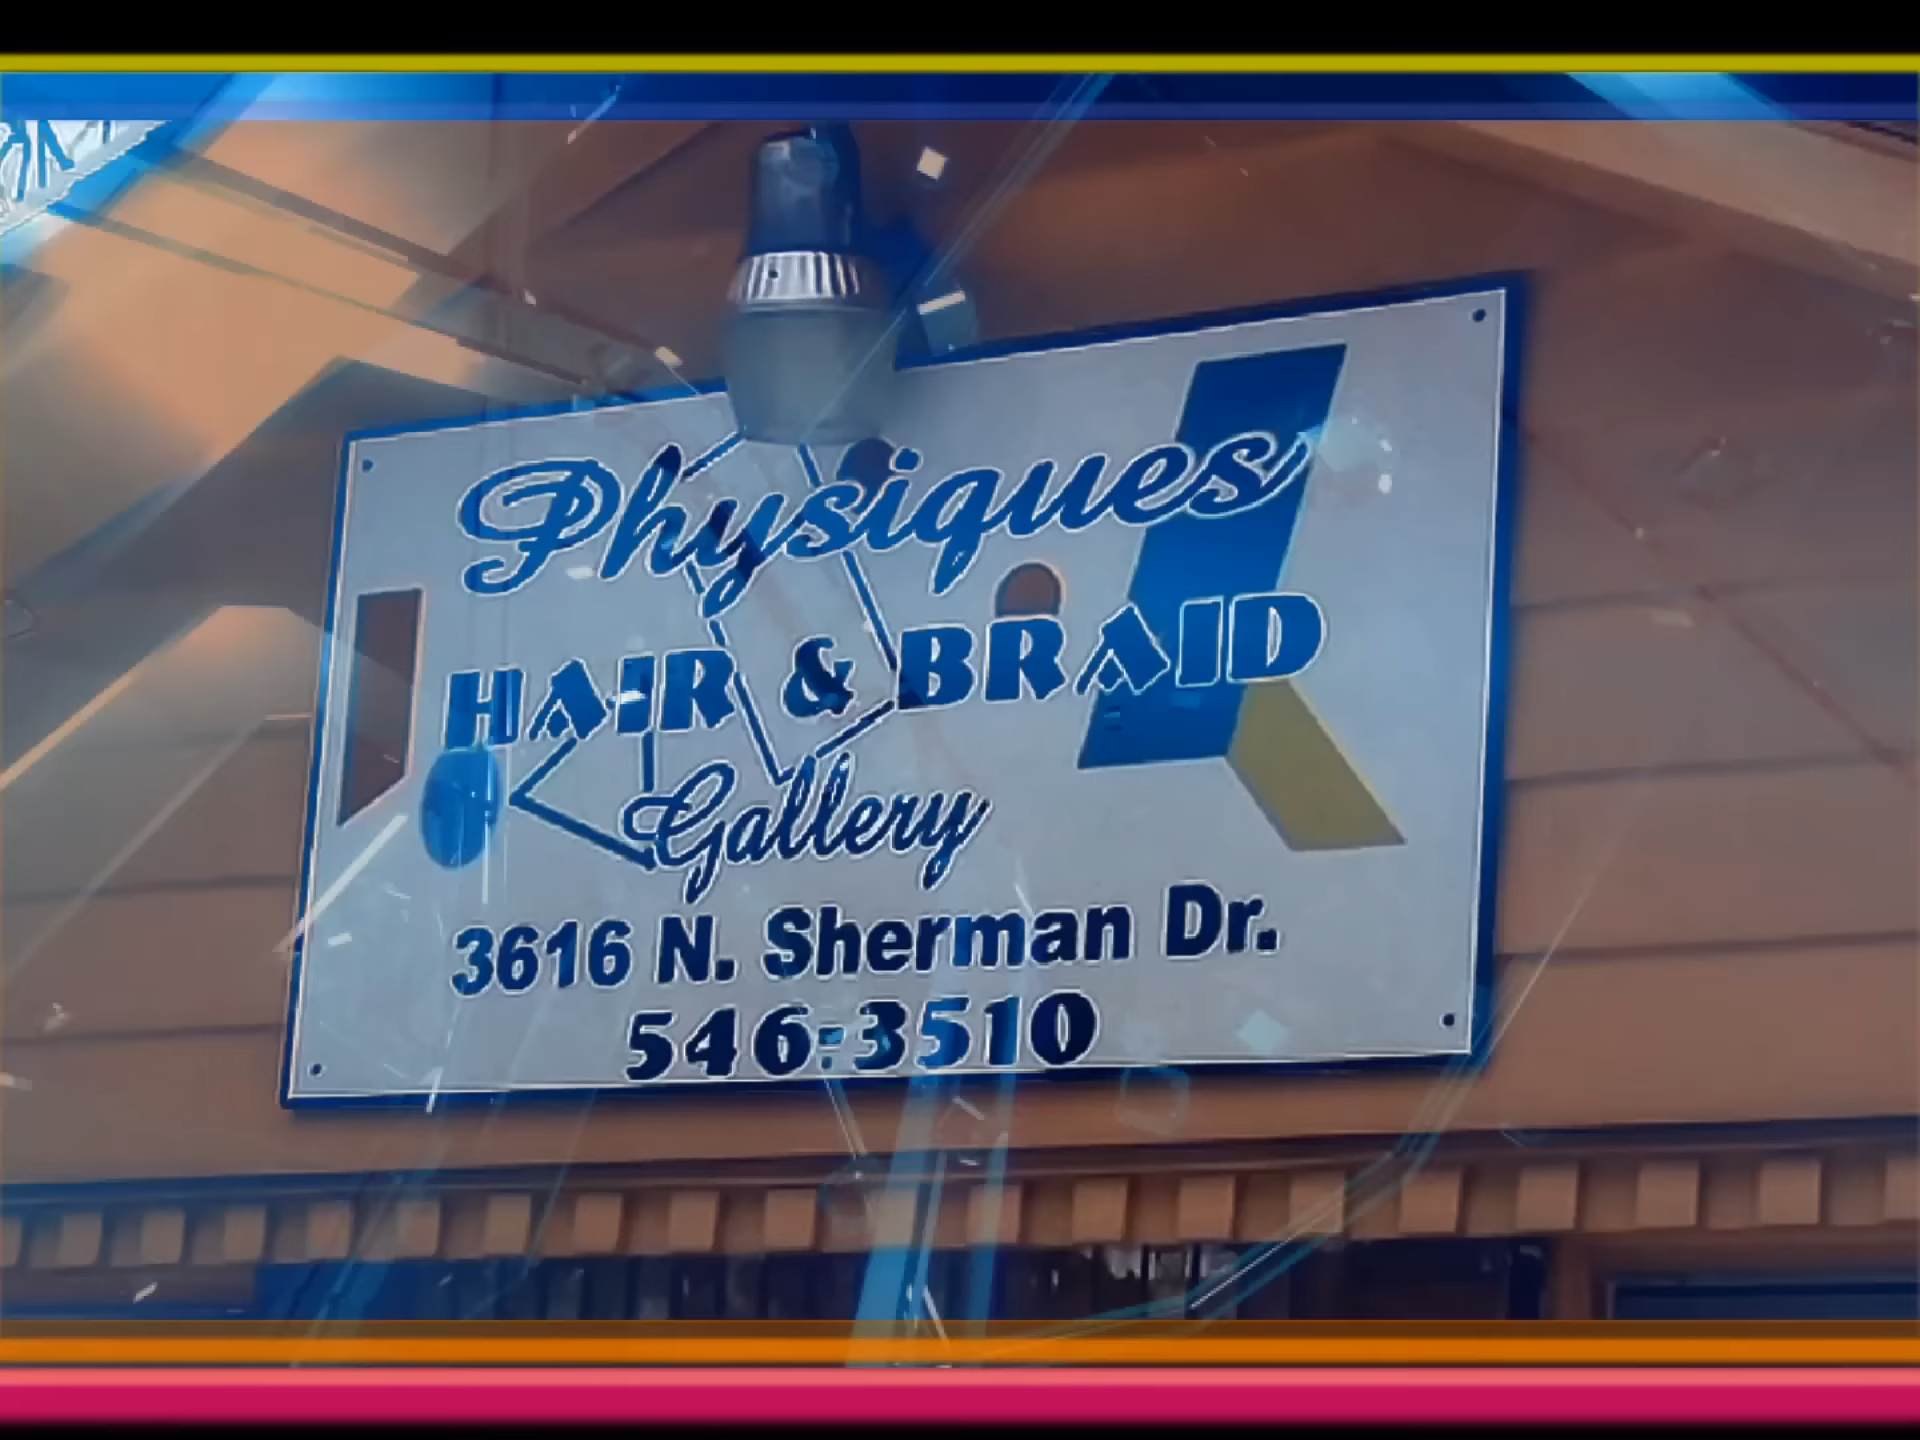 Physiques
HAIR & BRAID
Gallery
3616 N. Sherman Dr.
546-3510